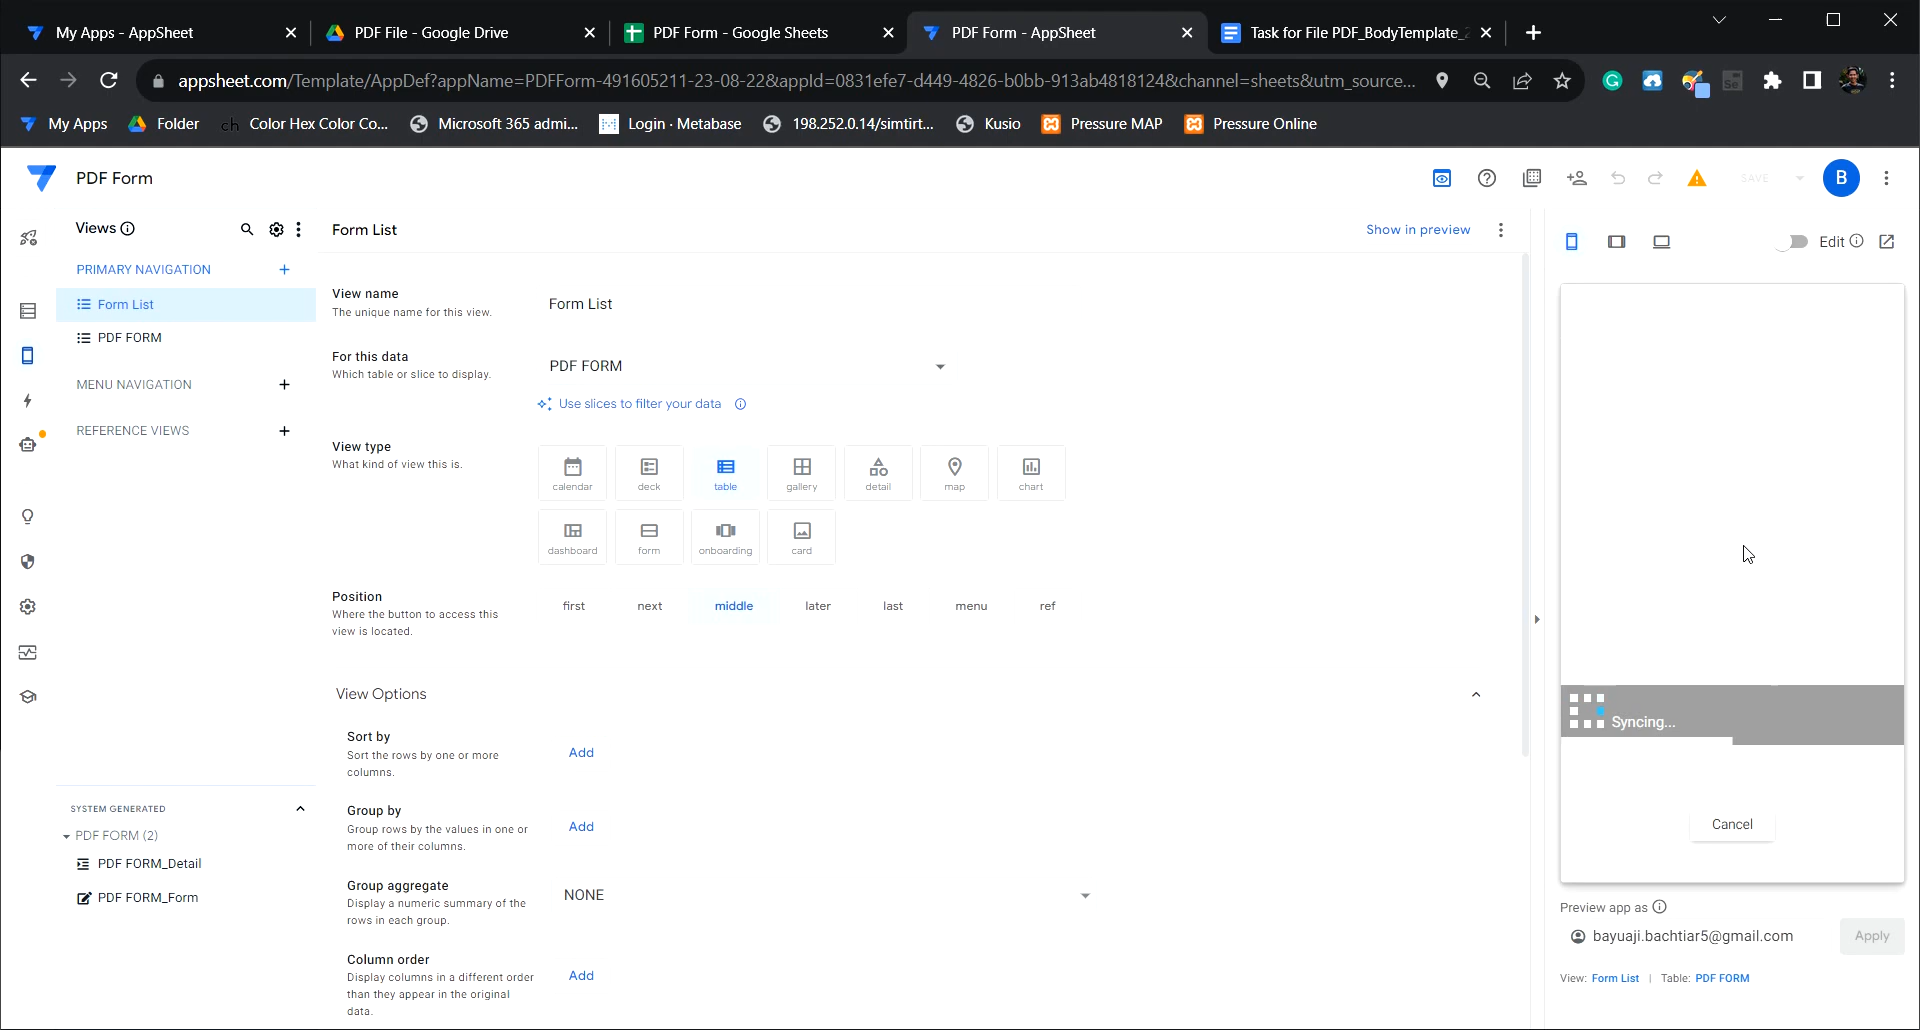 My Apps - AppSheet
PDF File - Google Drive
PDF Form - Google Sheets
PDF Form - AppSheet
Task for File PDF_BodyTemplate_
appsheet.com/Template/AppDef?appName=PDFForm-491605211-23-08-22&appId=0831efe7-d449-4826-b0bb-913ab4818124&channel=sheets&utm_source...
My Apps
Folder
ch Color Hex Color Co...
Microsoft 365 admi...
Login · Metabase
198.252.0.14/simtirt...
Kusio
Pressure MAP
Pressure Online
PDF Form
SAVE
B
Views
Form List
Show in preview
Edit
PRIMARY NAVIGATION
Form List
PDF FORM
MENU NAVIGATION
REFERENCE VIEWS
View name
The unique name for this view.
Form List
For this data
Which table or slice to display.
PDF FORM
Use slices to filter your data
View type
What kind of view this is.
calendar deck table gallery detail map chart
dashboard form onboarding card
Position
Where the button to access this
view is located.
first next middle later last menu ref
View Options
Sort by
Sort the rows by one or more
columns.
Add
Group by
Group rows by the values in one or
more of their columns.
Add
Group aggregate
Display a numeric summary of the
rows in each group.
NONE
Column order
Display columns in a different order
than they appear in the original
data.
Add
SYSTEM GENERATED
PDF FORM (2)
PDF FORM_Detail
PDF FORM_Form
Syncing...
Cancel
Preview app as
bayuaji.bachtiar5@gmail.com
Apply
View: Form List | Table: PDF FORM